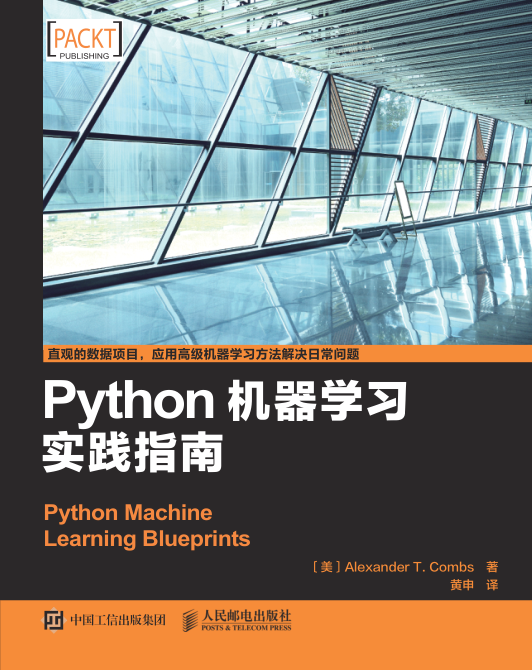 PACKT
PUBLISHING
直观的数据项目，应用高级机器学习方法解决日常问题
Python 机器学习
实践指南
Python Machine
Learning Blueprints
［美］Alexander T. Combs 著
黄申 译
中国工信出版集团
人民邮电出版社
POSTS & TELECOM PRESS